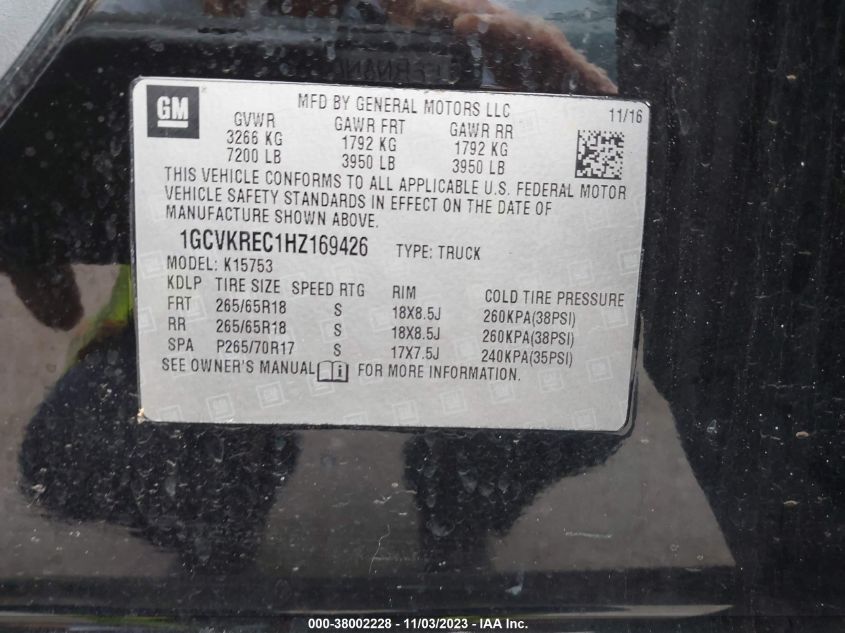 GM
MFD BY GENERAL MOTORS LLC
11/16
GVWR GAWR FRT GAWR RR
3266 KG 1792 KG 1792 KG
7200 LB 3950 LB 3950 LB
THIS VEHICLE CONFORMS TO ALL APPLICABLE U.S. FEDERAL MOTOR
VEHICLE SAFETY STANDARDS IN EFFECT ON THE DATE OF
MANUFACTURE SHOWN ABOVE.
1GCVKREC1HZ169426 TYPE: TRUCK
MODEL: K15753
KDLP TIRE SIZE SPEED RTG RIM COLD TIRE PRESSURE
FRT 265/65R18 S 18X8.5J 260KPA(38PSI)
RR 265/65R18 S 18X8.5J 260KPA(38PSI)
SPA P265/70R17 S 17X7.5J 240KPA(35PSI)
SEE OWNER'S MANUAL FOR MORE INFORMATION.
000-38002228 - 11/03/2023 - IAA Inc.